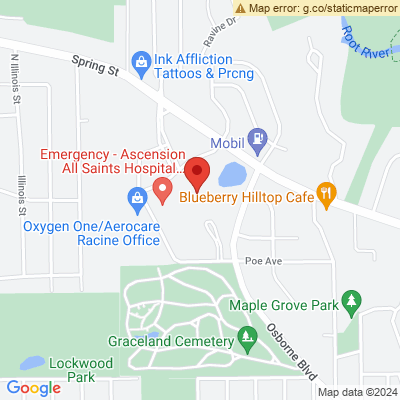 Map error: g.co/staticmaperror
Ravine Dr
Root River
N Illinois St
Spring St
Ink Affliction
Tattoos & Prcng
Mobil
Emergency - Ascension
All Saints Hospital...
Illinois St
Blueberry Hilltop Cafe
Oxygen One/Aerocare
Racine Office
Poe Ave
Maple Grove Park
Osborne Blvd
Graceland Cemetery
Lockwood
Park
Google
Map data ©2024